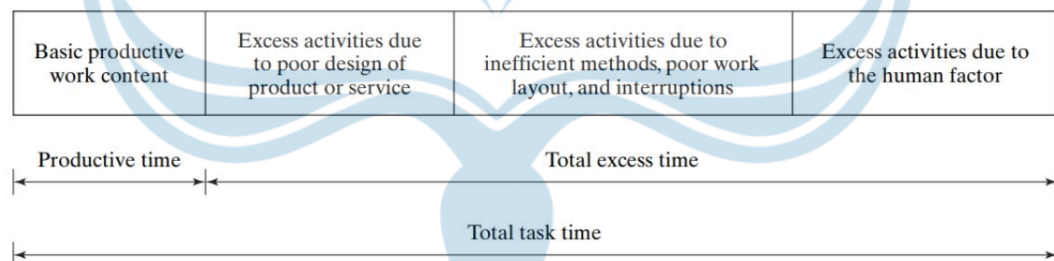 Basic productive
work content
Excess activities due
to poor design of
product or service
Excess activities due to
inefficient methods, poor work
layout, and interruptions
Excess activities due to
the human factor
Productive time
Total excess time
Total task time